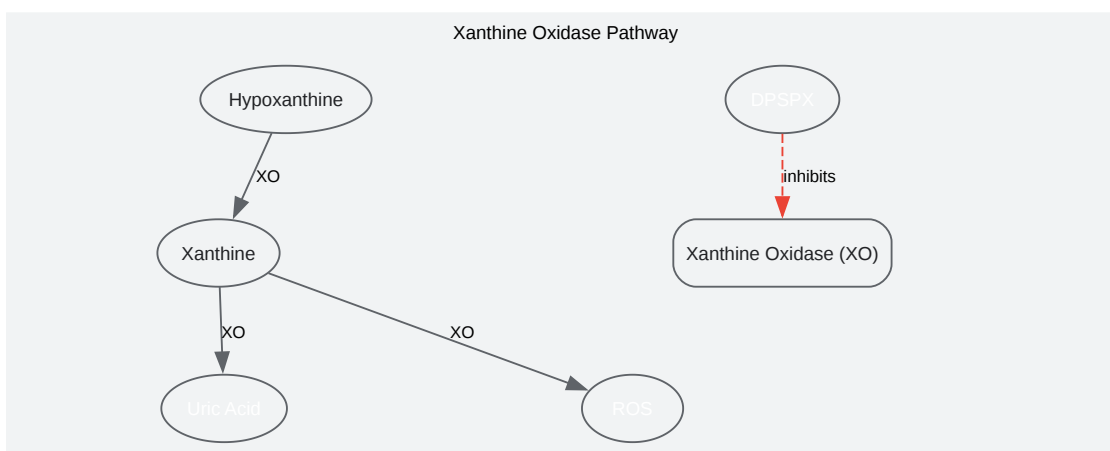 Xanthine Oxidase Pathway
Hypoxanthine
DPSPX
XO
inhibits
Xanthine
Xanthine Oxidase (XO)
XO
XO
Uric Acid
ROS